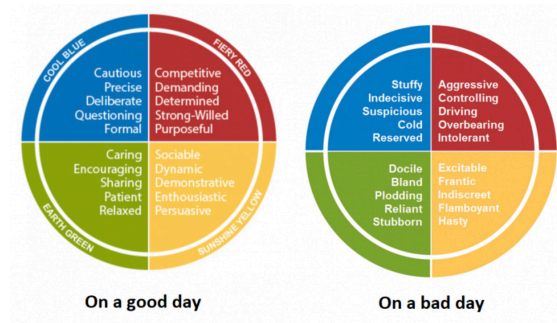 COOL BLUE
FIERY RED
Cautious
Precise
Deliberate
Questioning
Formal
Competitive
Demanding
Determined
Strong-Willed
Purposeful
Caring
Encouraging
Sharing
Patient
Relaxed
Sociable
Dynamic
Demonstrative
Enthousiastic
Persuasive
EARTH GREEN
SUNSHINE YELLOW
On a good day
Stuffy
Indecisive
Suspicious
Cold
Reserved
Aggressive
Controlling
Driving
Overbearing
Intolerant
Docile
Bland
Plodding
Reliant
Stubborn
Excitable
Frantic
Indiscreet
Flamboyant
Hasty
On a bad day